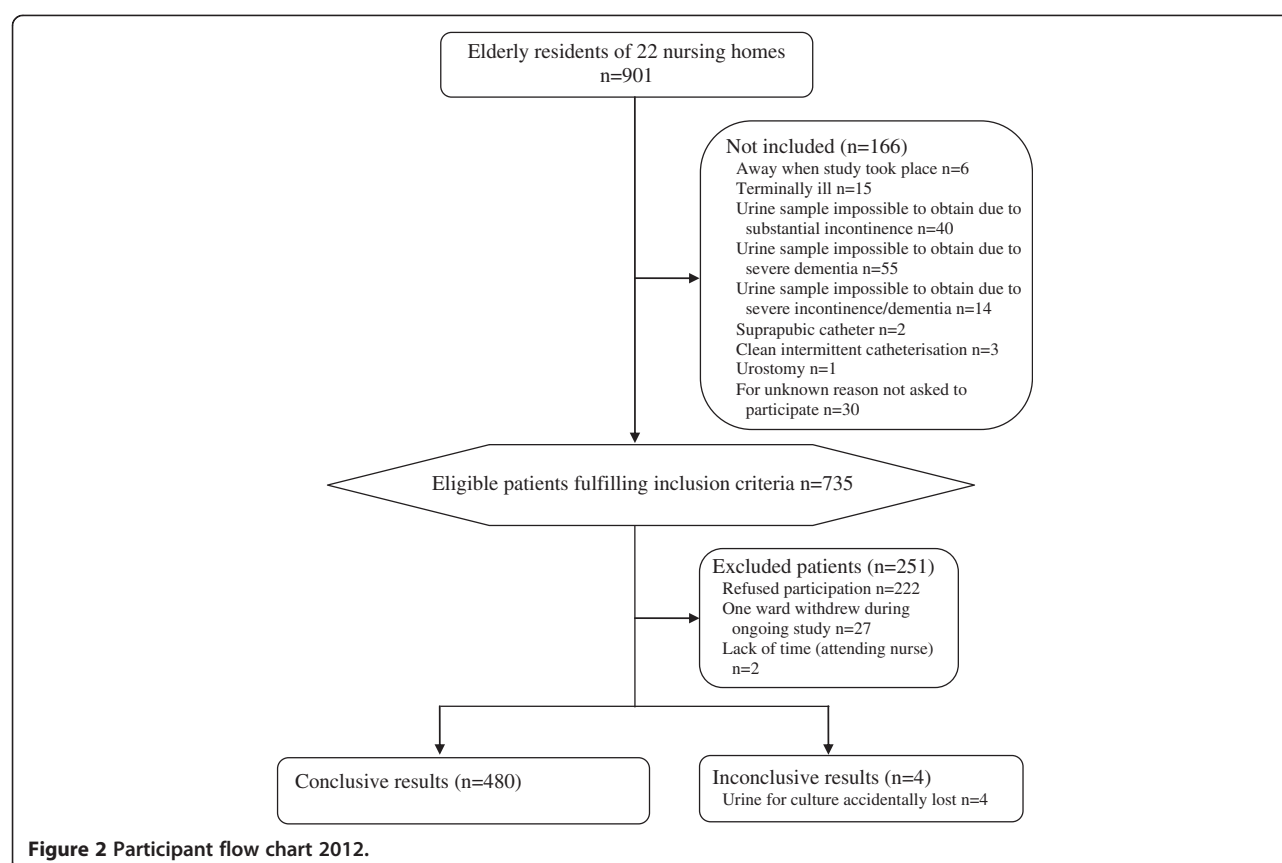 Elderly residents of 22 nursing homes
n=901
Not included (n=166)
Away when study took place n=6
Terminally ill n=15
Urine sample impossible to obtain due to
substantial incontinence n=40
Urine sample impossible to obtain due to
severe dementia n=55
Urine sample impossible to obtain due to
severe incontinence/dementia n=14
Suprapubic catheter n=2
Clean intermittent catheterisation n=3
Urostomy n=1
For unknown reason not asked to
participate n=30
Eligible patients fulfilling inclusion criteria n=735
Excluded patients (n=251)
Refused participation n=222
One ward withdrew during
ongoing study n=27
Lack of time (attending nurse)
n=2
Conclusive results (n=480)
Inconclusive results (n=4)
Urine for culture accidentally lost n=4
Figure 2 Participant flow chart 2012.